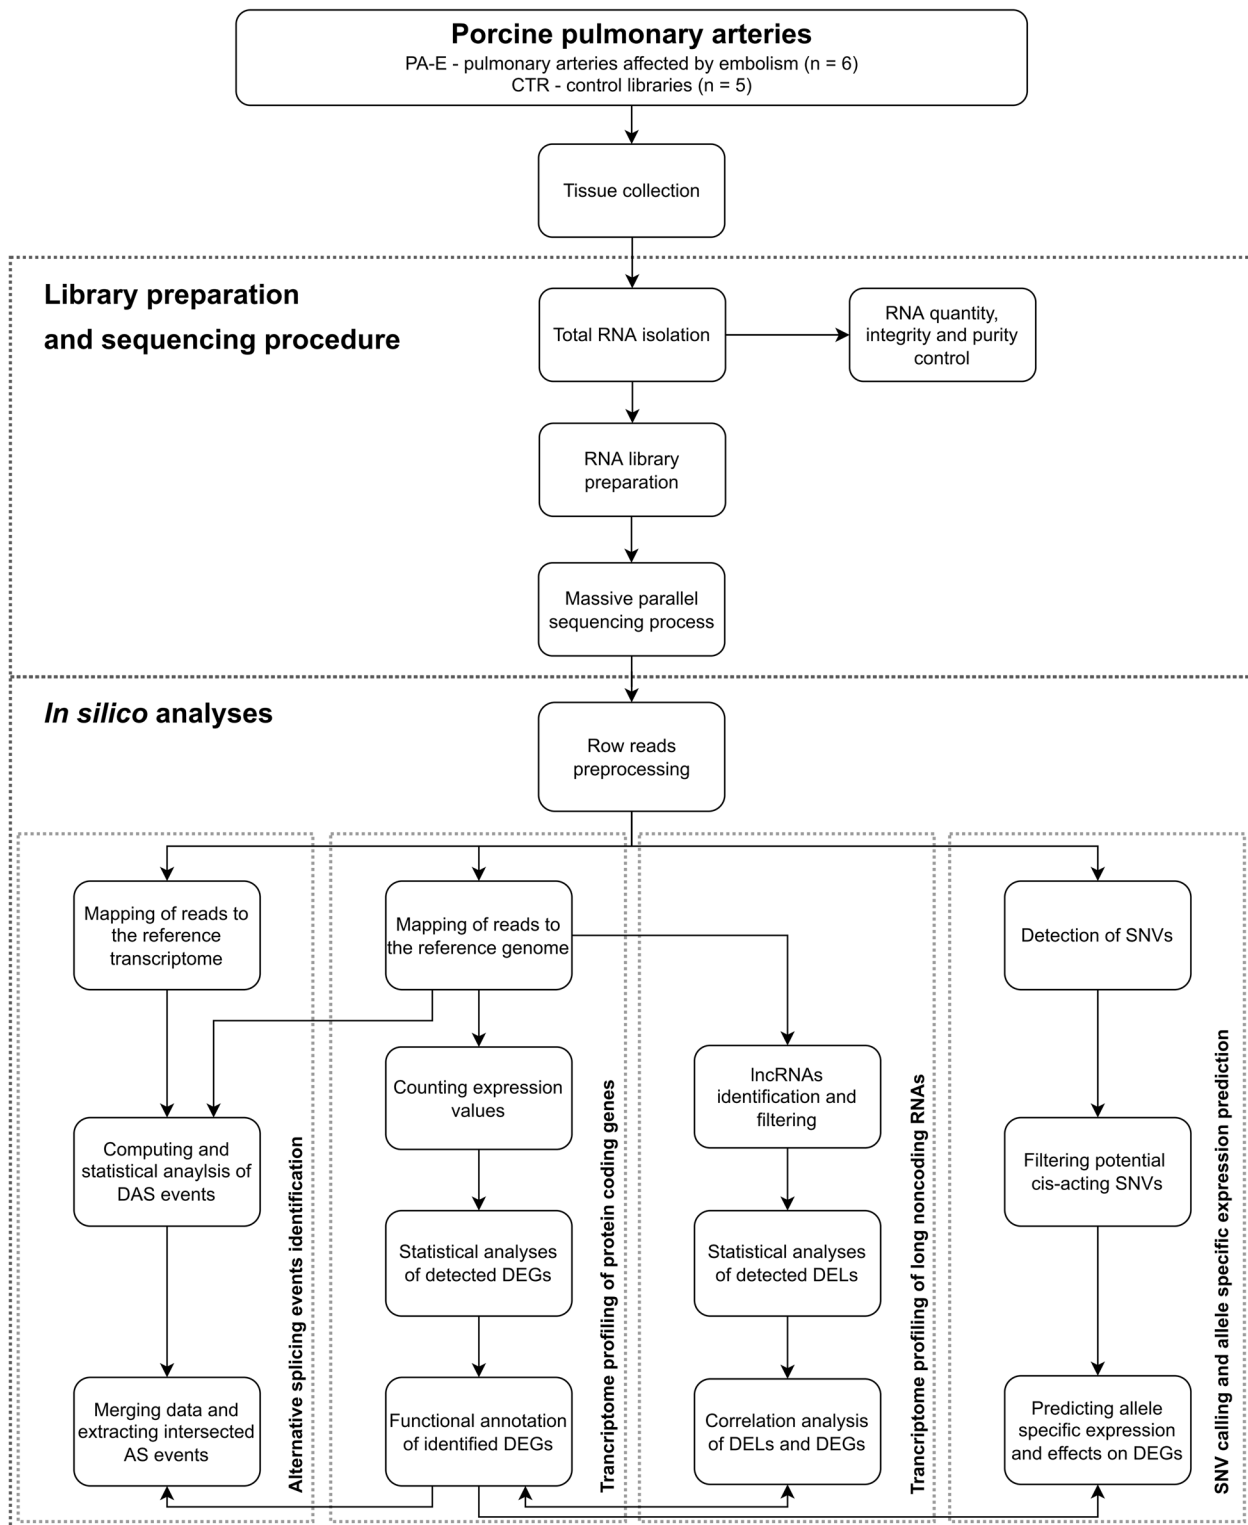 Porcine pulmonary arteries
PA-E - pulmonary arteries affected by embolism (n = 6)
CTR - control libraries (n = 5)
Tissue collection
Library preparation
and sequencing procedure
Total RNA isolation
RNA quantity,
integrity and purity
control
RNA library
preparation
Massive parallel
sequencing process
In silico analyses
Row reads
preprocessing
Mapping of reads to
the reference
transcriptome
Computing and
statistical anaylsis of
DAS events
Merging data and
extracting intersected
AS events
Alternative splicing events identification
Mapping of reads to
the reference genome
Counting expression
values
Statistical analyses
of detected DEGs
Functional annotation
of identified DEGs
Trancriptome profiling of protein coding genes
lncRNAs
identification and
filtering
Statistical analyses
of detected DELs
Correlation analysis
of DELs and DEGs
Trancriptome profiling of long noncoding RNAs
Detection of SNVs
Filtering potential
cis-acting SNVs
Predicting allele
specific expression
and effects on DEGs
SNV calling and allele specific expression prediction